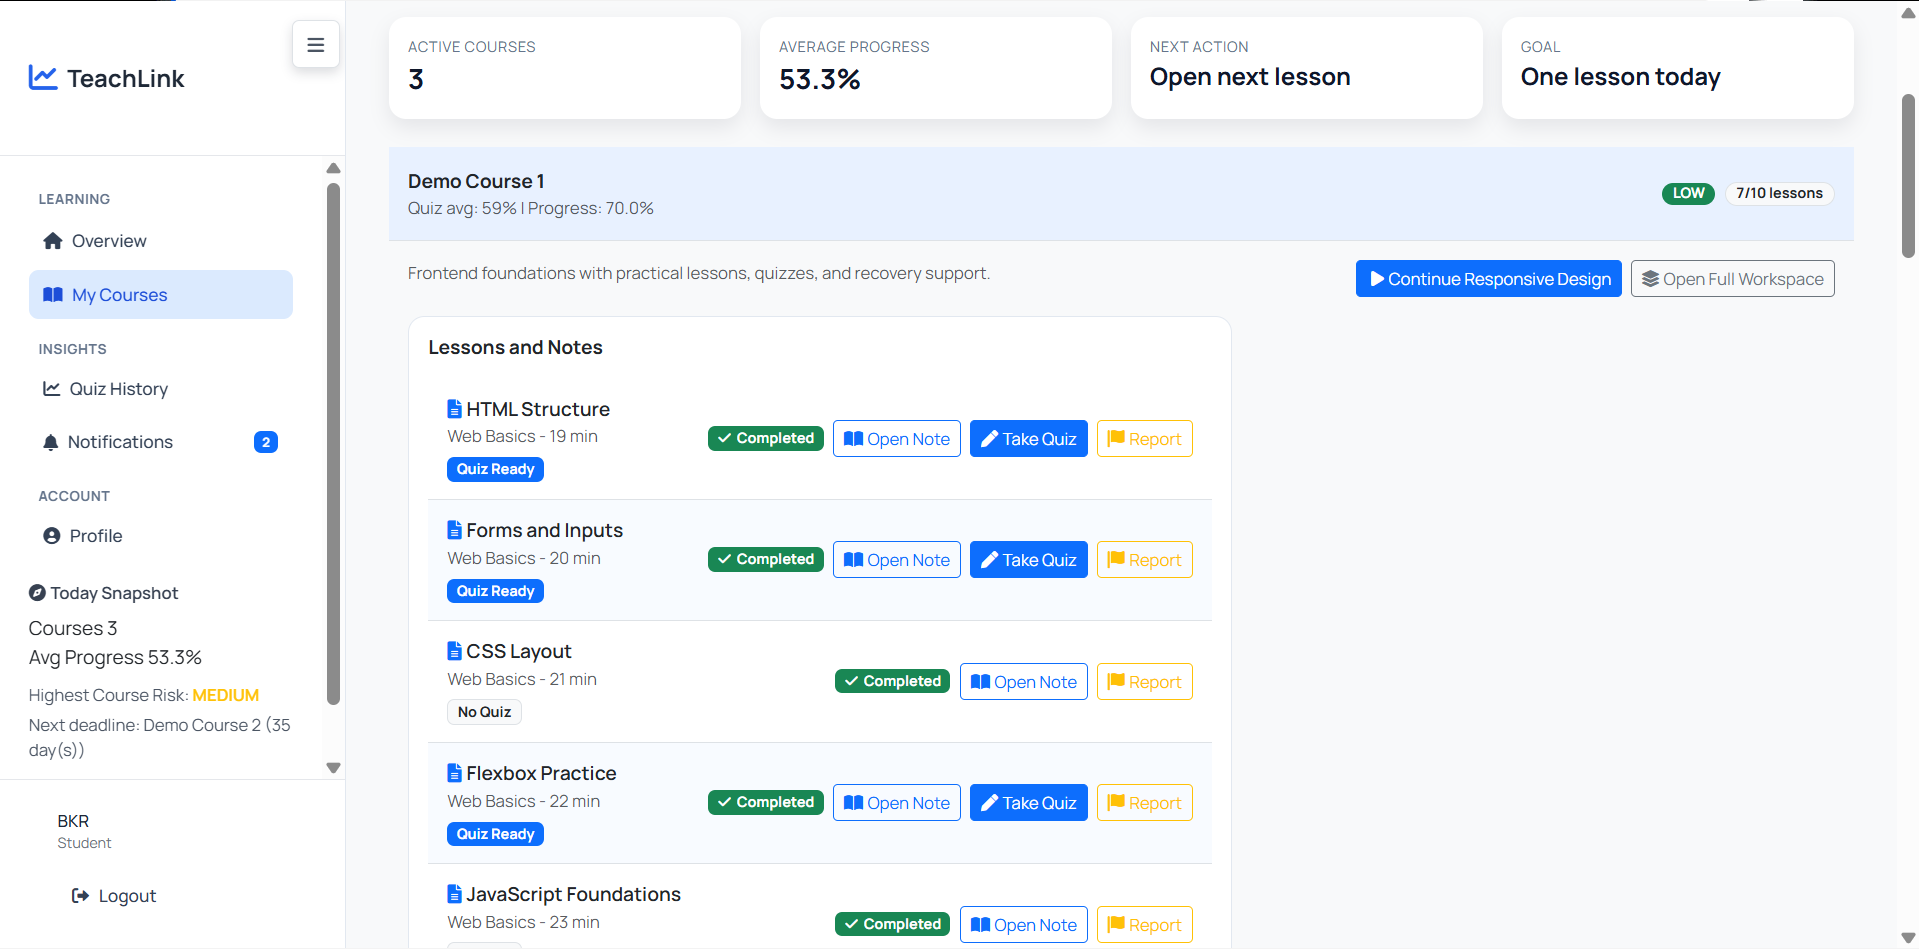 TeachLink
LEARNING
Overview
My Courses
INSIGHTS
Quiz History
Notifications 2
ACCOUNT
Profile
Today Snapshot
Courses 3
Avg Progress 53.3%
Highest Course Risk: MEDIUM
Next deadline: Demo Course 2 (35
day(s))
BKR
Student
Logout
ACTIVE COURSES
3
AVERAGE PROGRESS
53.3%
NEXT ACTION
Open next lesson
GOAL
One lesson today
Demo Course 1
Quiz avg: 59% | Progress: 70.0%
LOW 7/10 lessons
Frontend foundations with practical lessons, quizzes, and recovery support.
Continue Responsive Design Open Full Workspace
Lessons and Notes
HTML Structure
Web Basics - 19 min
Quiz Ready
Completed Open Note Take Quiz Report
Forms and Inputs
Web Basics - 20 min
Quiz Ready
Completed Open Note Take Quiz Report
CSS Layout
Web Basics - 21 min
No Quiz
Completed Open Note Report
Flexbox Practice
Web Basics - 22 min
Quiz Ready
Completed Open Note Take Quiz Report
JavaScript Foundations
Web Basics - 23 min
Completed Open Note Report